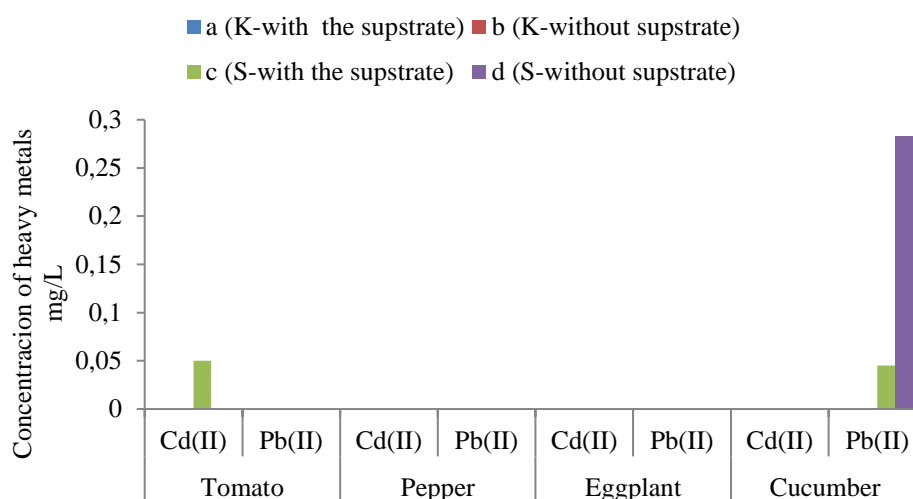 a (K-with the supstrate) b (K-without supstrate)
c (S-with the supstrate) d (S-without supstrate)
Concentracion of heavy metals
mg/L
0,3
0,25
0,2
0,15
0,1
0,05
0
Cd(II) Pb(II) Cd(II) Pb(II) Cd(II) Pb(II) Cd(II) Pb(II)
Tomato Pepper Eggplant Cucumber